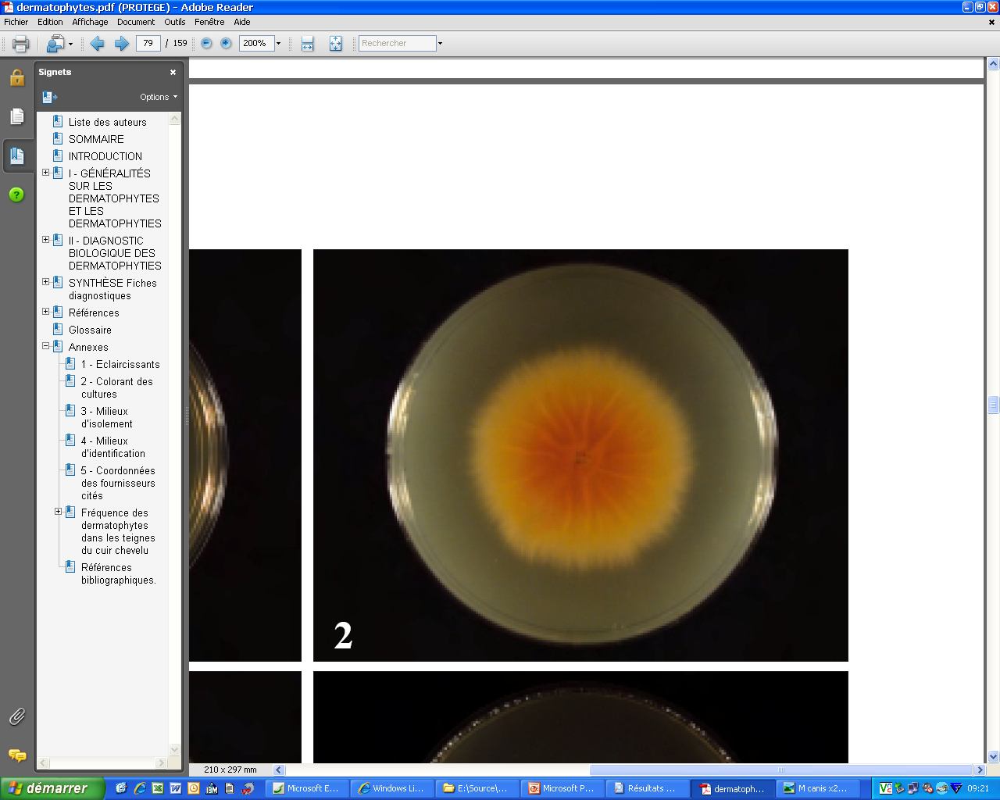 dermatophytes.pdf (PROTEGE) - Adobe Reader
Fichier Edition Affichage Document Outils Fenêtre Aide
79 / 159 200% Rechercher
Signets
Options
Liste des auteurs
SOMMAIRE
INTRODUCTION
I - GÉNÉRALITÉS
SUR LES
DERMATOPHYTES
ET LES
DERMATOPHYTIES
II - DIAGNOSTIC
BIOLOGIQUE DES
DERMATOPHYTIES
SYNTHÈSE Fiches
diagnostiques
Références
Glossaire
Annexes
1 - Eclaircissants
2 - Colorant des
cultures
3 - Milieux
d'isolement
4 - Milieux
d'identification
5 - Coordonnées
des fournisseurs
cités
Fréquence des
dermatophytes
dans les teignes
du cuir chevelu
Références
bibliographiques.
2
210 x 297 mm
démarrer Microsoft E... Windows Li... E:\Source\... Microsoft P... Résultats ... dermatoph... M canis x2... 09:21